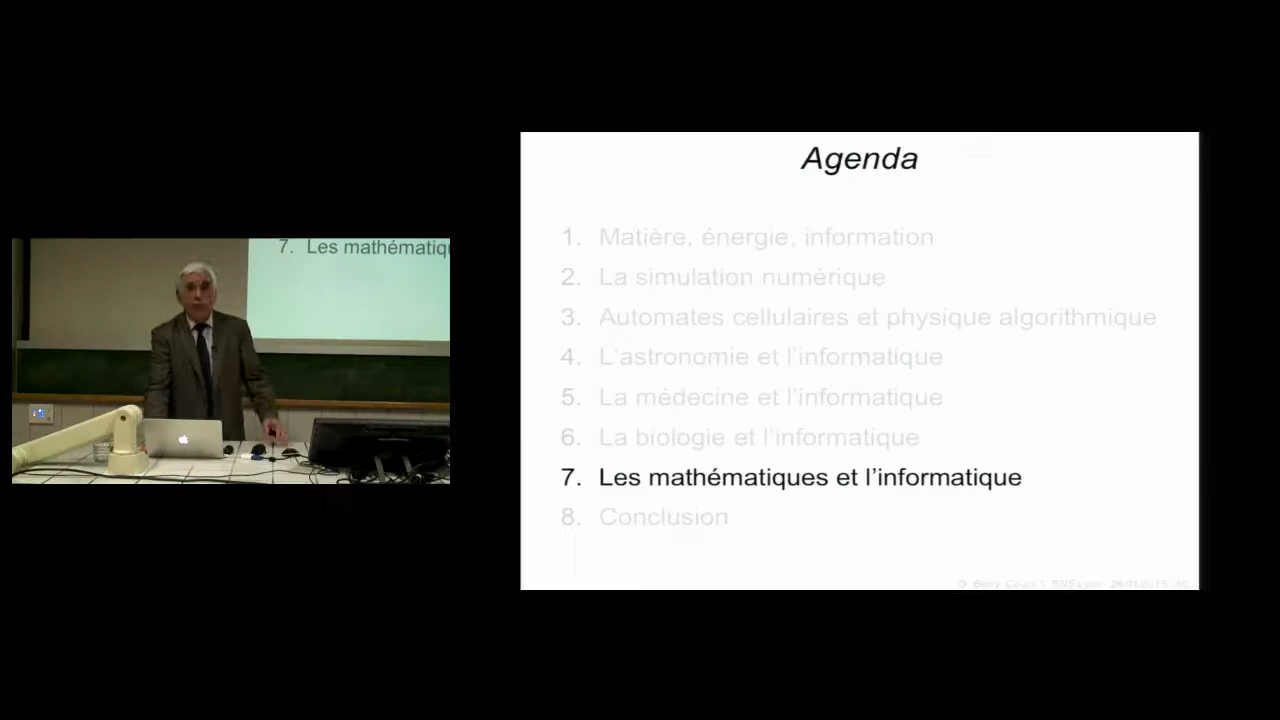 7. Les mathématiq
Agenda
1. Matière, énergie, information
2. La simulation numérique
3. Automates cellulaires et physique algorithmique
4. L'astronomie et l'informatique
5. La médecine et l'informatique
6. La biologie et l'informatique
7. Les mathématiques et l'informatique
8. Conclusion